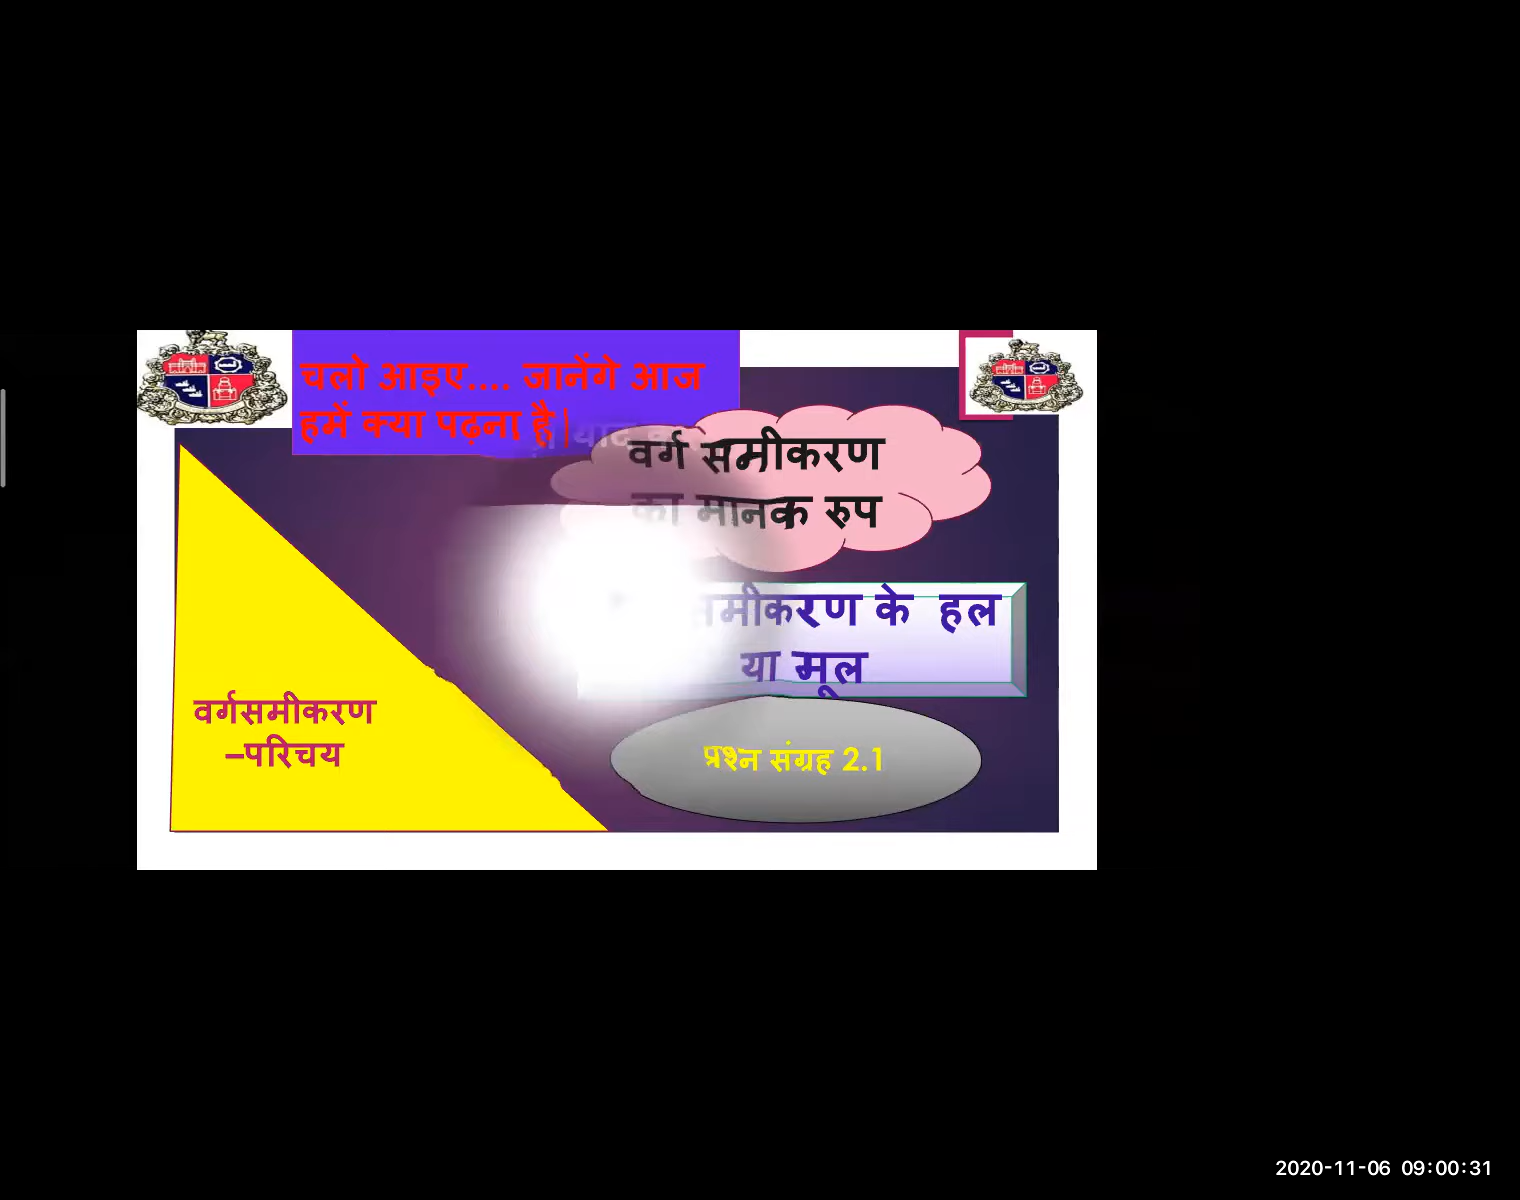 चलो आइए.... जानेंगे आज
हमें क्या पढ़ना है|
वर्ग समीकरण
का मानक रुप
समीकरण के हल
या मूल
वर्गसमीकरण
–परिचय
प्रश्न संग्रह 2.1
2020-11-06 09:00:31